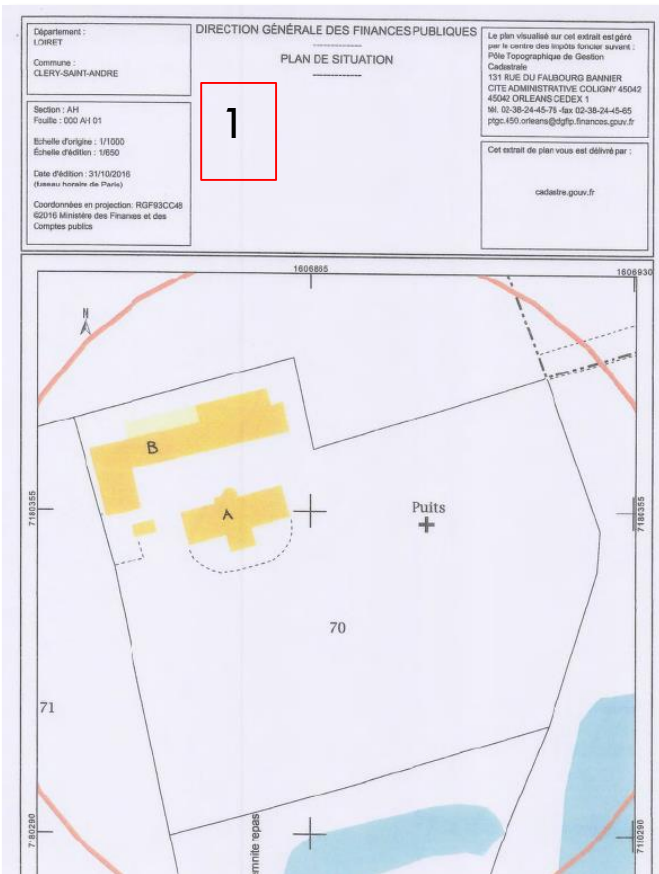 Département :
LOIRET
Commune :
CLERY-SAINT-ANDRE
Section : AH
Feuille : 000 AH 01
Echelle d'origine : 1/1000
Échelle d'édition : 1/650
Date d'édition : 31/10/2016
(fuseau horaire de Paris)
Coordonnées en projection: RGF93CC48
©2016 Ministère des Finances et des
Comptes publics
DIRECTION GÉNÉRALE DES FINANCES PUBLIQUES
PLAN DE SITUATION
1
Le plan visualisé sur cet extrait est géré
par le centre des impôts foncier suivant :
Pôle Topographique de Gestion
Cadastrale
131 RUE DU FAUBOURG BANNIER
CITE ADMINISTRATIVE COLIGNY 45042
45042 ORLEANS CEDEX 1
tél. 02-38-24-45-75 -fax 02-38-24-45-65
ptgc.450.orleans@dgfip.finances.gouv.fr
Cet extrait de plan vous est délivré par :
cadastre.gouv.fr
1606805
1606930
N
B
A
7180355
Puits
7180355
70
71
7180290
7180290